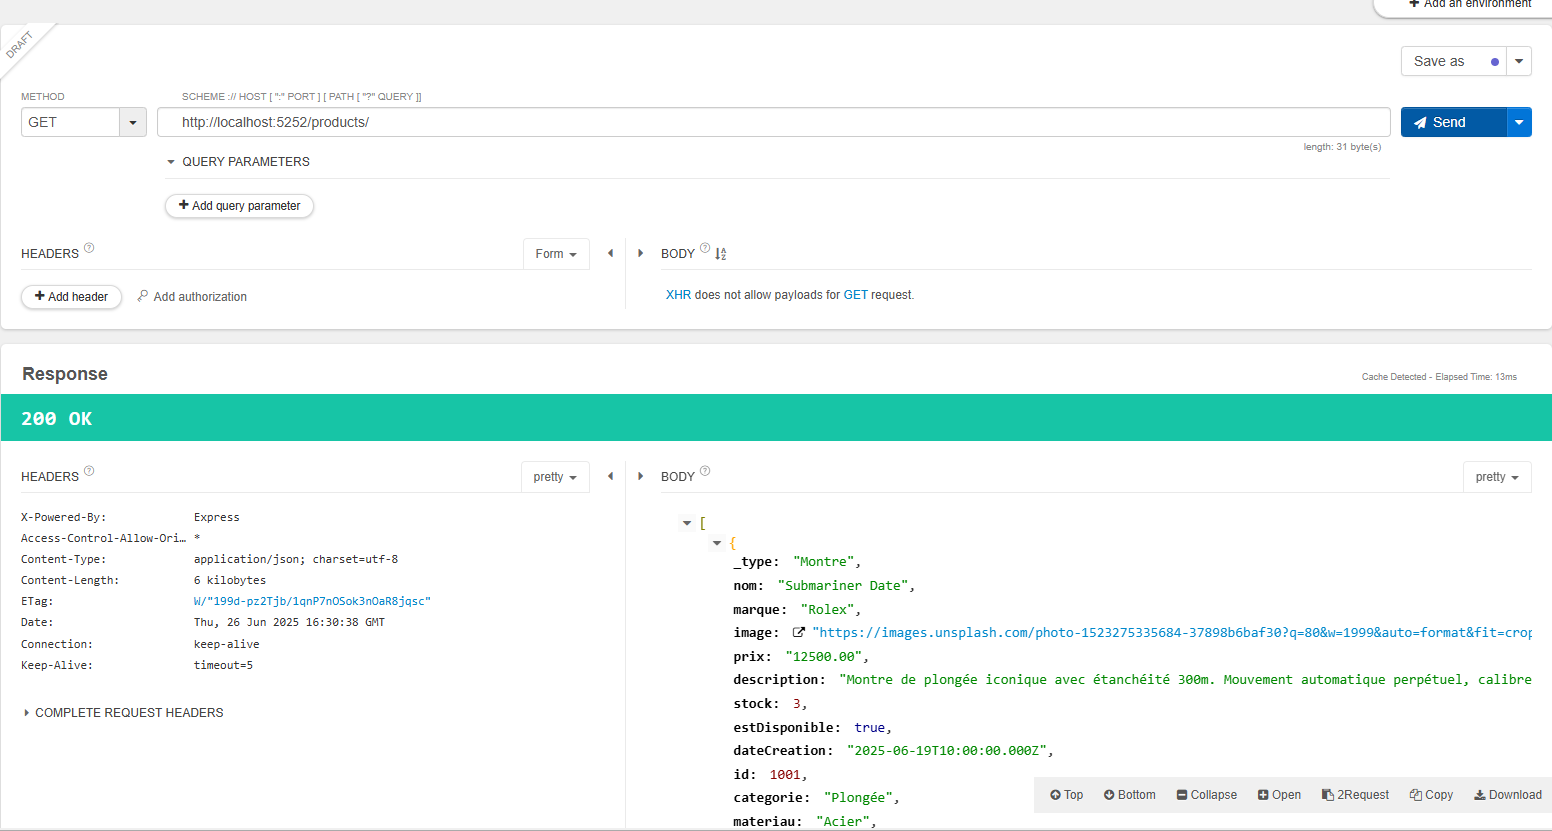 Add an environment
DRAFT
Save as
METHOD
SCHEME :// HOST [ ":" PORT ] [ PATH [ "?" QUERY ]]
GET
http://localhost:5252/products/
Send
length: 31 byte(s)
QUERY PARAMETERS
Add query parameter
HEADERS
Form
BODY
Add header
Add authorization
XHR does not allow payloads for GET request.
Response
Cache Detected - Elapsed Time: 13ms
200 OK
HEADERS
pretty
BODY
pretty
X-Powered-By: Express
Access-Control-Allow-Ori… *
Content-Type: application/json; charset=utf-8
Content-Length: 6 kilobytes
ETag: W/"199d-pz2Tjb/1qnP7nOSok3nOaR8jqsc"
Date: Thu, 26 Jun 2025 16:30:38 GMT
Connection: keep-alive
Keep-Alive: timeout=5
COMPLETE REQUEST HEADERS
[
{
_type: "Montre",
nom: "Submariner Date",
marque: "Rolex",
image: "https://images.unsplash.com/photo-1523275335684-37898b6baf30?q=80&w=1999&auto=format&fit=crop
prix: "12500.00",
description: "Montre de plongée iconique avec étanchéité 300m. Mouvement automatique perpétuel, calibre
stock: 3,
estDisponible: true,
dateCreation: "2025-06-19T10:00:00.000Z",
id: 1001,
categorie: "Plongée",
materiau: "Acier",
Top Bottom Collapse Open 2Request Copy Download